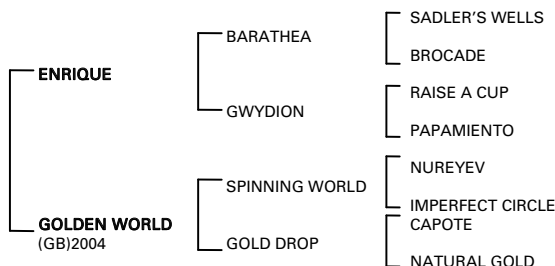 SADLER'S WELLS
BARATHEA
BROCADE
ENRIQUE
RAISE A CUP
GWYDION
PAPAMIENTO
NUREYEV
SPINNING WORLD
IMPERFECT CIRCLE
GOLDEN WORLD
(GB)2004
CAPOTE
GOLD DROP
NATURAL GOLD